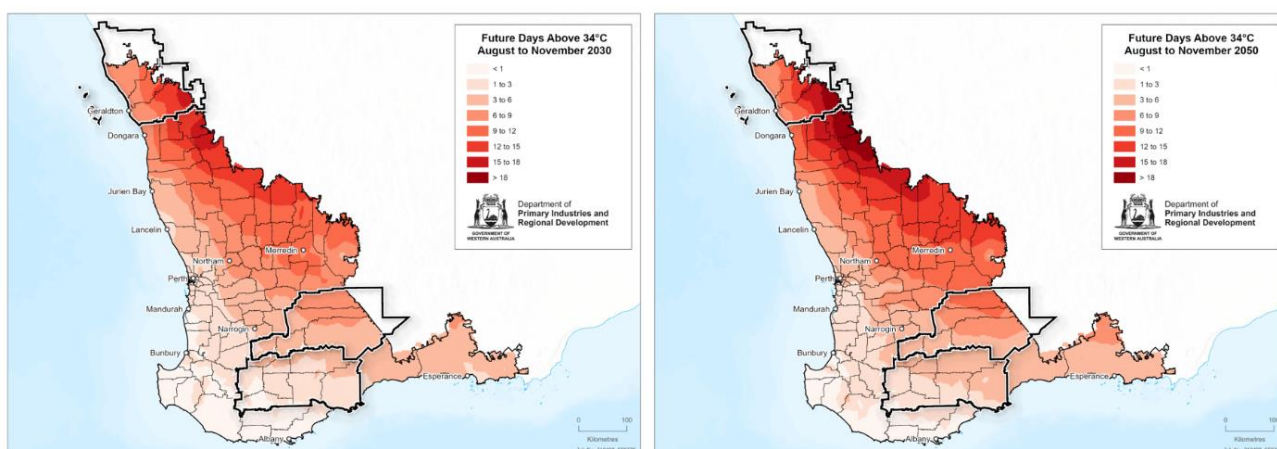 Future Days Above 34°C
August to November 2030
< 1
1 to 3
3 to 6
6 to 9
9 to 12
12 to 15
15 to 18
> 18
GOVERNMENT OF
WESTERN AUSTRALIA
Department of
Primary Industries and
Regional Development
Geraldton
Dongara
Jurien Bay
Lancelin
Northam
Merredin
Perth
Mandurah
Narrogin
Bunbury
Esperance
Albany
0 100
Kilometres
Future Days Above 34°C
August to November 2050
< 1
1 to 3
3 to 6
6 to 9
9 to 12
12 to 15
15 to 18
> 18
GOVERNMENT OF
WESTERN AUSTRALIA
Department of
Primary Industries and
Regional Development
Geraldton
Dongara
Jurien Bay
Lancelin
Northam
Merredin
Perth
Mandurah
Narrogin
Bunbury
Esperance
Albany
0
Kilometres